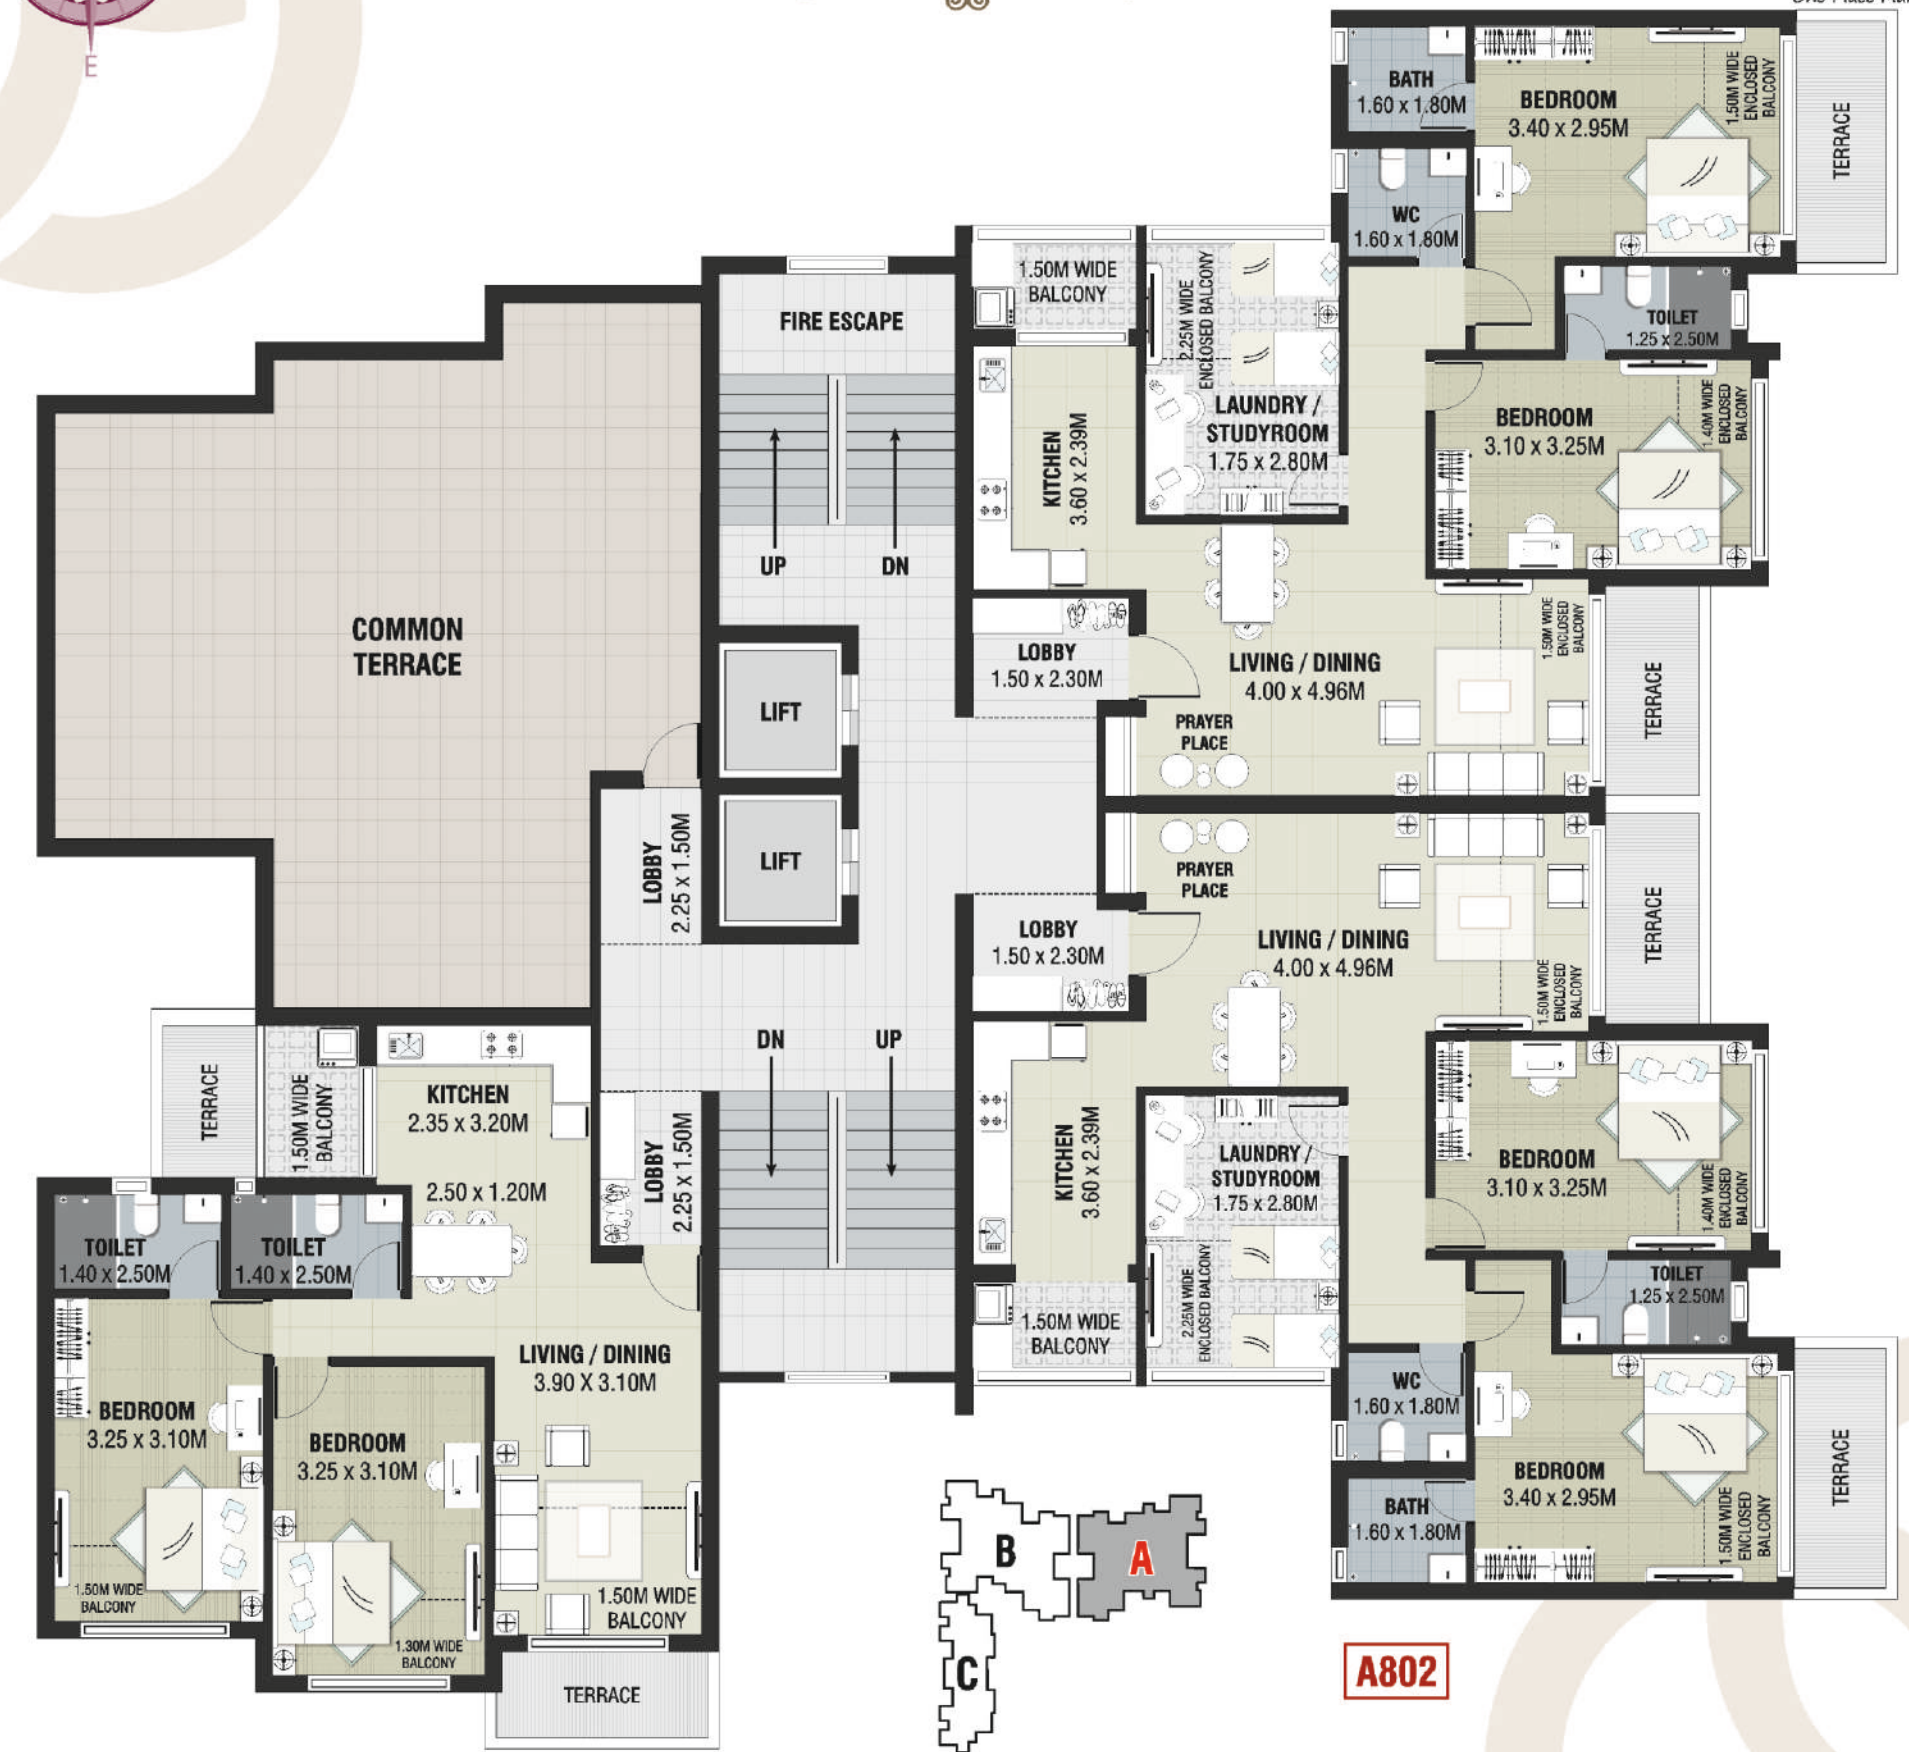 E
BATH
1.60 x 1.80M
BEDROOM
3.40 x 2.95M
1.50M WIDE
ENCLOSED
BALCONY
TERRACE
WC
1.60 x 1.80M
1.50M WIDE
BALCONY
2.25M WIDE
ENCLOSED BALCONY
TOILET
1.25 x 2.50M
FIRE ESCAPE
KITCHEN
3.60 x 2.39M
LAUNDRY /
STUDYROOM
1.75 x 2.80M
BEDROOM
3.10 x 3.25M
1.40M WIDE
ENCLOSED
BALCONY
UP
DN
COMMON
TERRACE
LOBBY
1.50 x 2.30M
LIVING / DINING
4.00 x 4.96M
1.50M WIDE
ENCLOSED
BALCONY
TERRACE
LIFT
PRAYER
PLACE
LOBBY
2.25 x 1.50M
LIFT
PRAYER
PLACE
LOBBY
1.50 x 2.30M
LIVING / DINING
4.00 x 4.96M
1.50M WIDE
ENCLOSED
BALCONY
TERRACE
DN
UP
TERRACE
1.50M WIDE
BALCONY
KITCHEN
2.35 x 3.20M
2.50 x 1.20M
LOBBY
2.25 x 1.50M
KITCHEN
3.60 x 2.39M
LAUNDRY /
STUDYROOM
1.75 x 2.80M
BEDROOM
3.10 x 3.25M
1.40M WIDE
ENCLOSED
BALCONY
TOILET
1.40 x 2.50M
TOILET
1.40 x 2.50M
2.25M WIDE
ENCLOSED BALCONY
TOILET
1.25 x 2.50M
1.50M WIDE
BALCONY
LIVING / DINING
3.90 X 3.10M
BEDROOM
3.25 x 3.10M
BEDROOM
3.25 x 3.10M
WC
1.60 x 1.80M
BEDROOM
3.40 x 2.95M
1.50M WIDE
ENCLOSED
BALCONY
TERRACE
BATH
1.60 x 1.80M
1.50M WIDE
BALCONY
1.30M WIDE
BALCONY
1.50M WIDE
BALCONY
TERRACE
B
A
C
A802